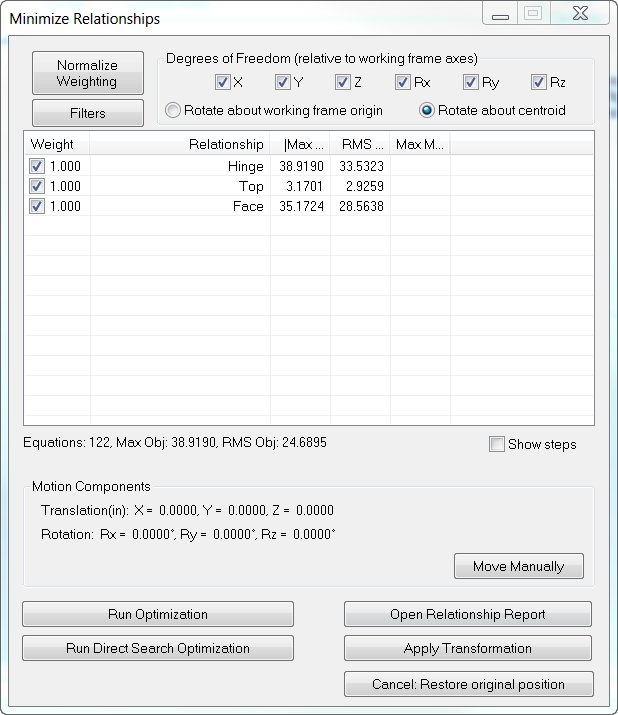 Minimize Relationships
Normalize
Weighting
Filters
Degrees of Freedom (relative to working frame axes)
X Y Z Rx Ry Rz
Rotate about working frame origin Rotate about centroid
Weight Relationship |Max ... RMS ... Max M...
1.000 Hinge 38.9190 33.5323
1.000 Top 3.1701 2.9259
1.000 Face 35.1724 28.5638
Equations: 122, Max Obj: 38.9190, RMS Obj: 24.6895
Show steps
Motion Components
Translation(in): X = 0.0000, Y = 0.0000, Z = 0.0000
Rotation: Rx = 0.0000°, Ry = 0.0000°, Rz = 0.0000°
Move Manually
Run Optimization
Open Relationship Report
Run Direct Search Optimization
Apply Transformation
Cancel: Restore original position